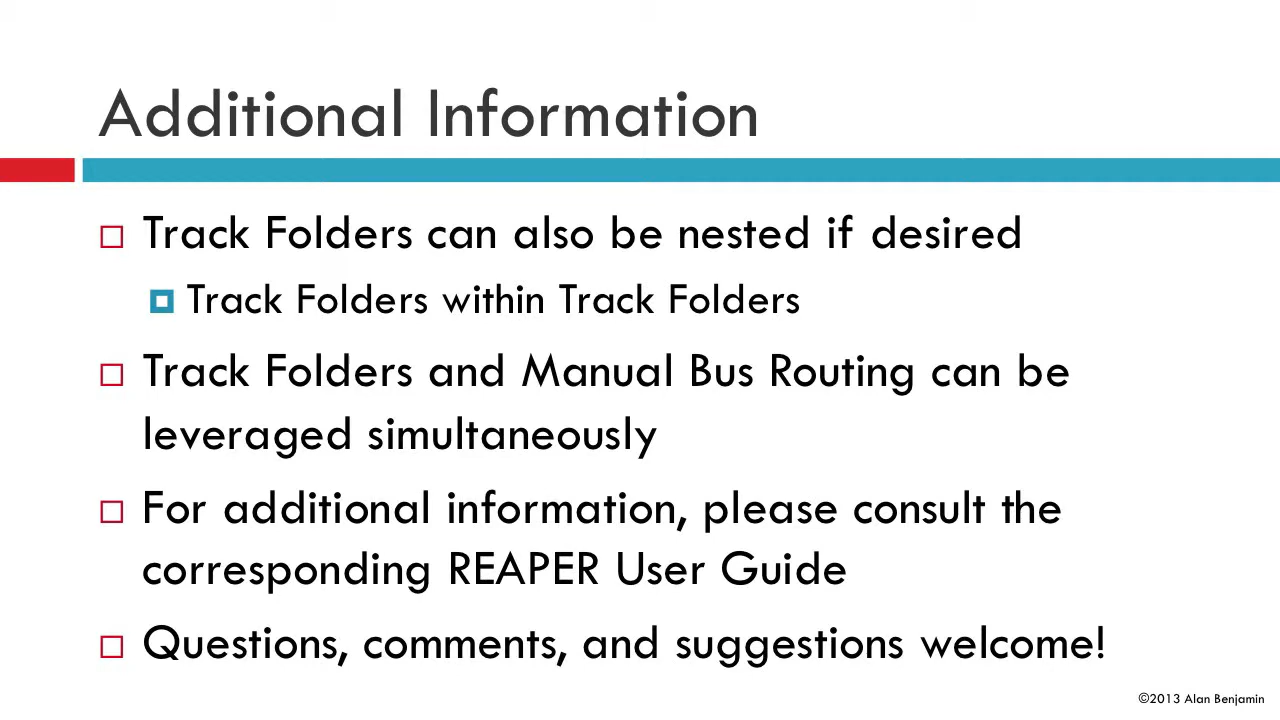 Additional Information
Track Folders can also be nested if desired
Track Folders within Track Folders
Track Folders and Manual Bus Routing can be
leveraged simultaneously
For additional information, please consult the
corresponding REAPER User Guide
Questions, comments, and suggestions welcome!
©2013 Alan Benjamin